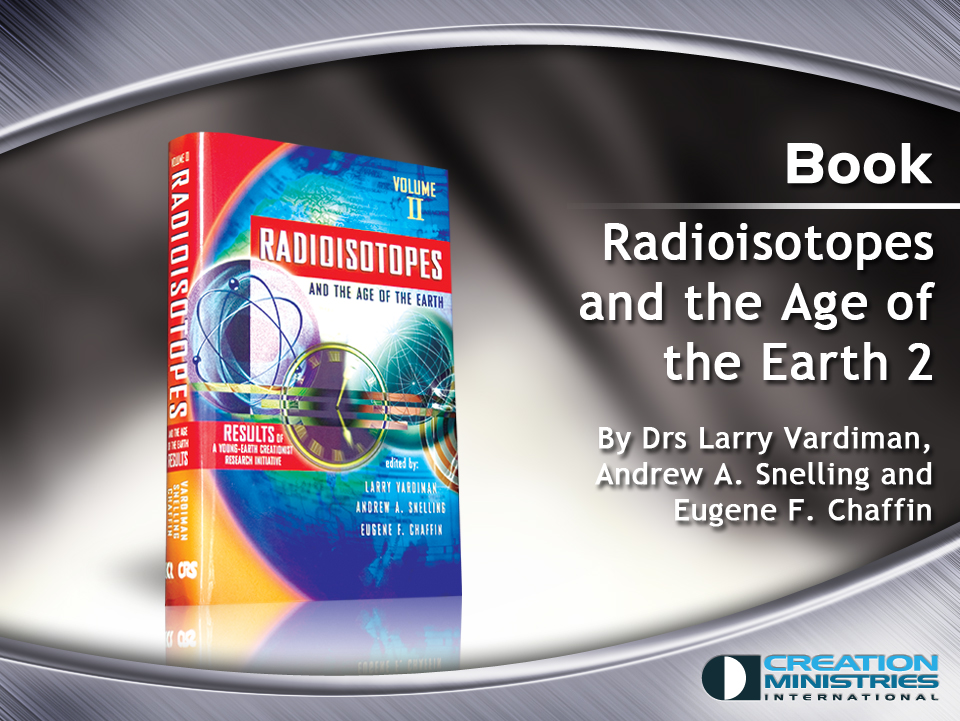 Book
Radioisotopes
and the Age of
the Earth 2
By Drs Larry Vardiman,
Andrew A. Snelling and
Eugene F. Chaffin
VOLUME II
RADIOISOTOPES
AND THE AGE
OF THE EARTH
RESULTS
VARDIMAN
SNELLING
CHAFFIN
CRS
VOLUME
II
RADIOISOTOPES
AND THE AGE OF THE EARTH
RESULTS OF
A YOUNG-EARTH CREATIONIST
RESEARCH INITIATIVE
edited by:
LARRY VARDIMAN
ANDREW A. SNELLING
EUGENE F. CHAFFIN
CREATION
MINISTRIES
INTERNATIONAL